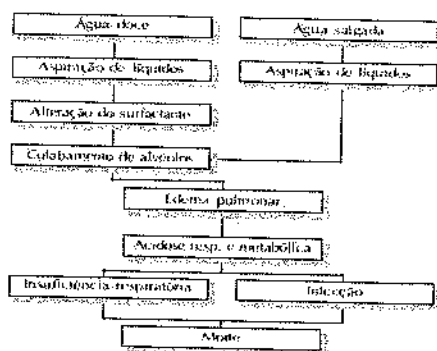 Água doce
Água salgada
Aspiração de líquidos
Aspiração de líquidos
Alteração do surfactante
Colabamento de alvéolos
Edema pulmonar
Acidose resp. e metabólica
Insuficiência respiratória
Infecção
Morte